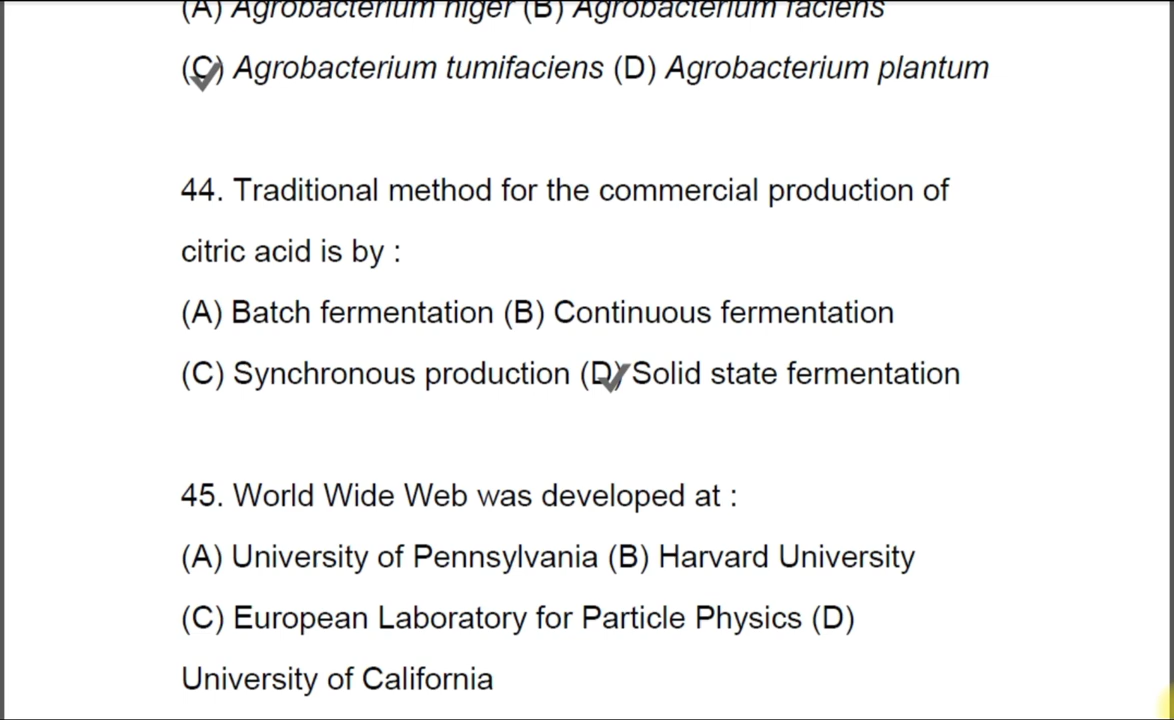 (A) Agrobacterium niger (B) Agrobacterium faciens
(C) Agrobacterium tumifaciens (D) Agrobacterium plantum
44. Traditional method for the commercial production of
citric acid is by :
(A) Batch fermentation (B) Continuous fermentation
(C) Synchronous production (D) Solid state fermentation
45. World Wide Web was developed at :
(A) University of Pennsylvania (B) Harvard University
(C) European Laboratory for Particle Physics (D)
University of California